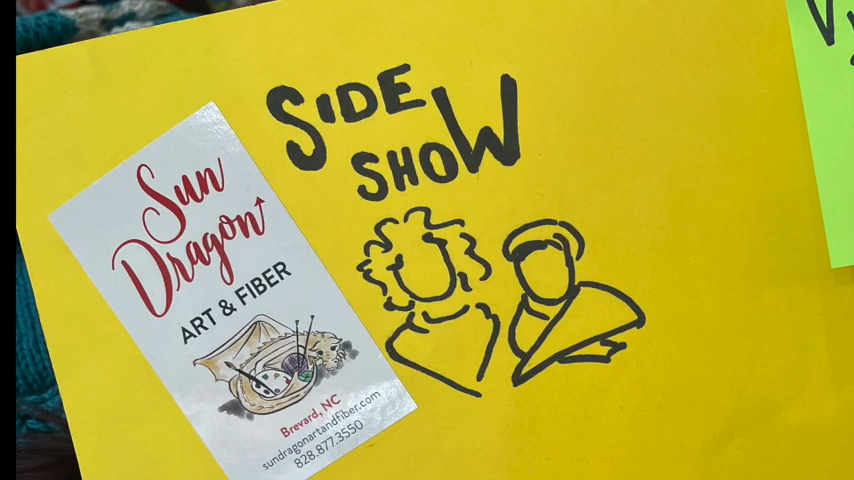 SIDE
SHOW
Sun
Dragon
ART & FIBER
Brevard, NC
sundragonartandfiber.com
828.877.3550